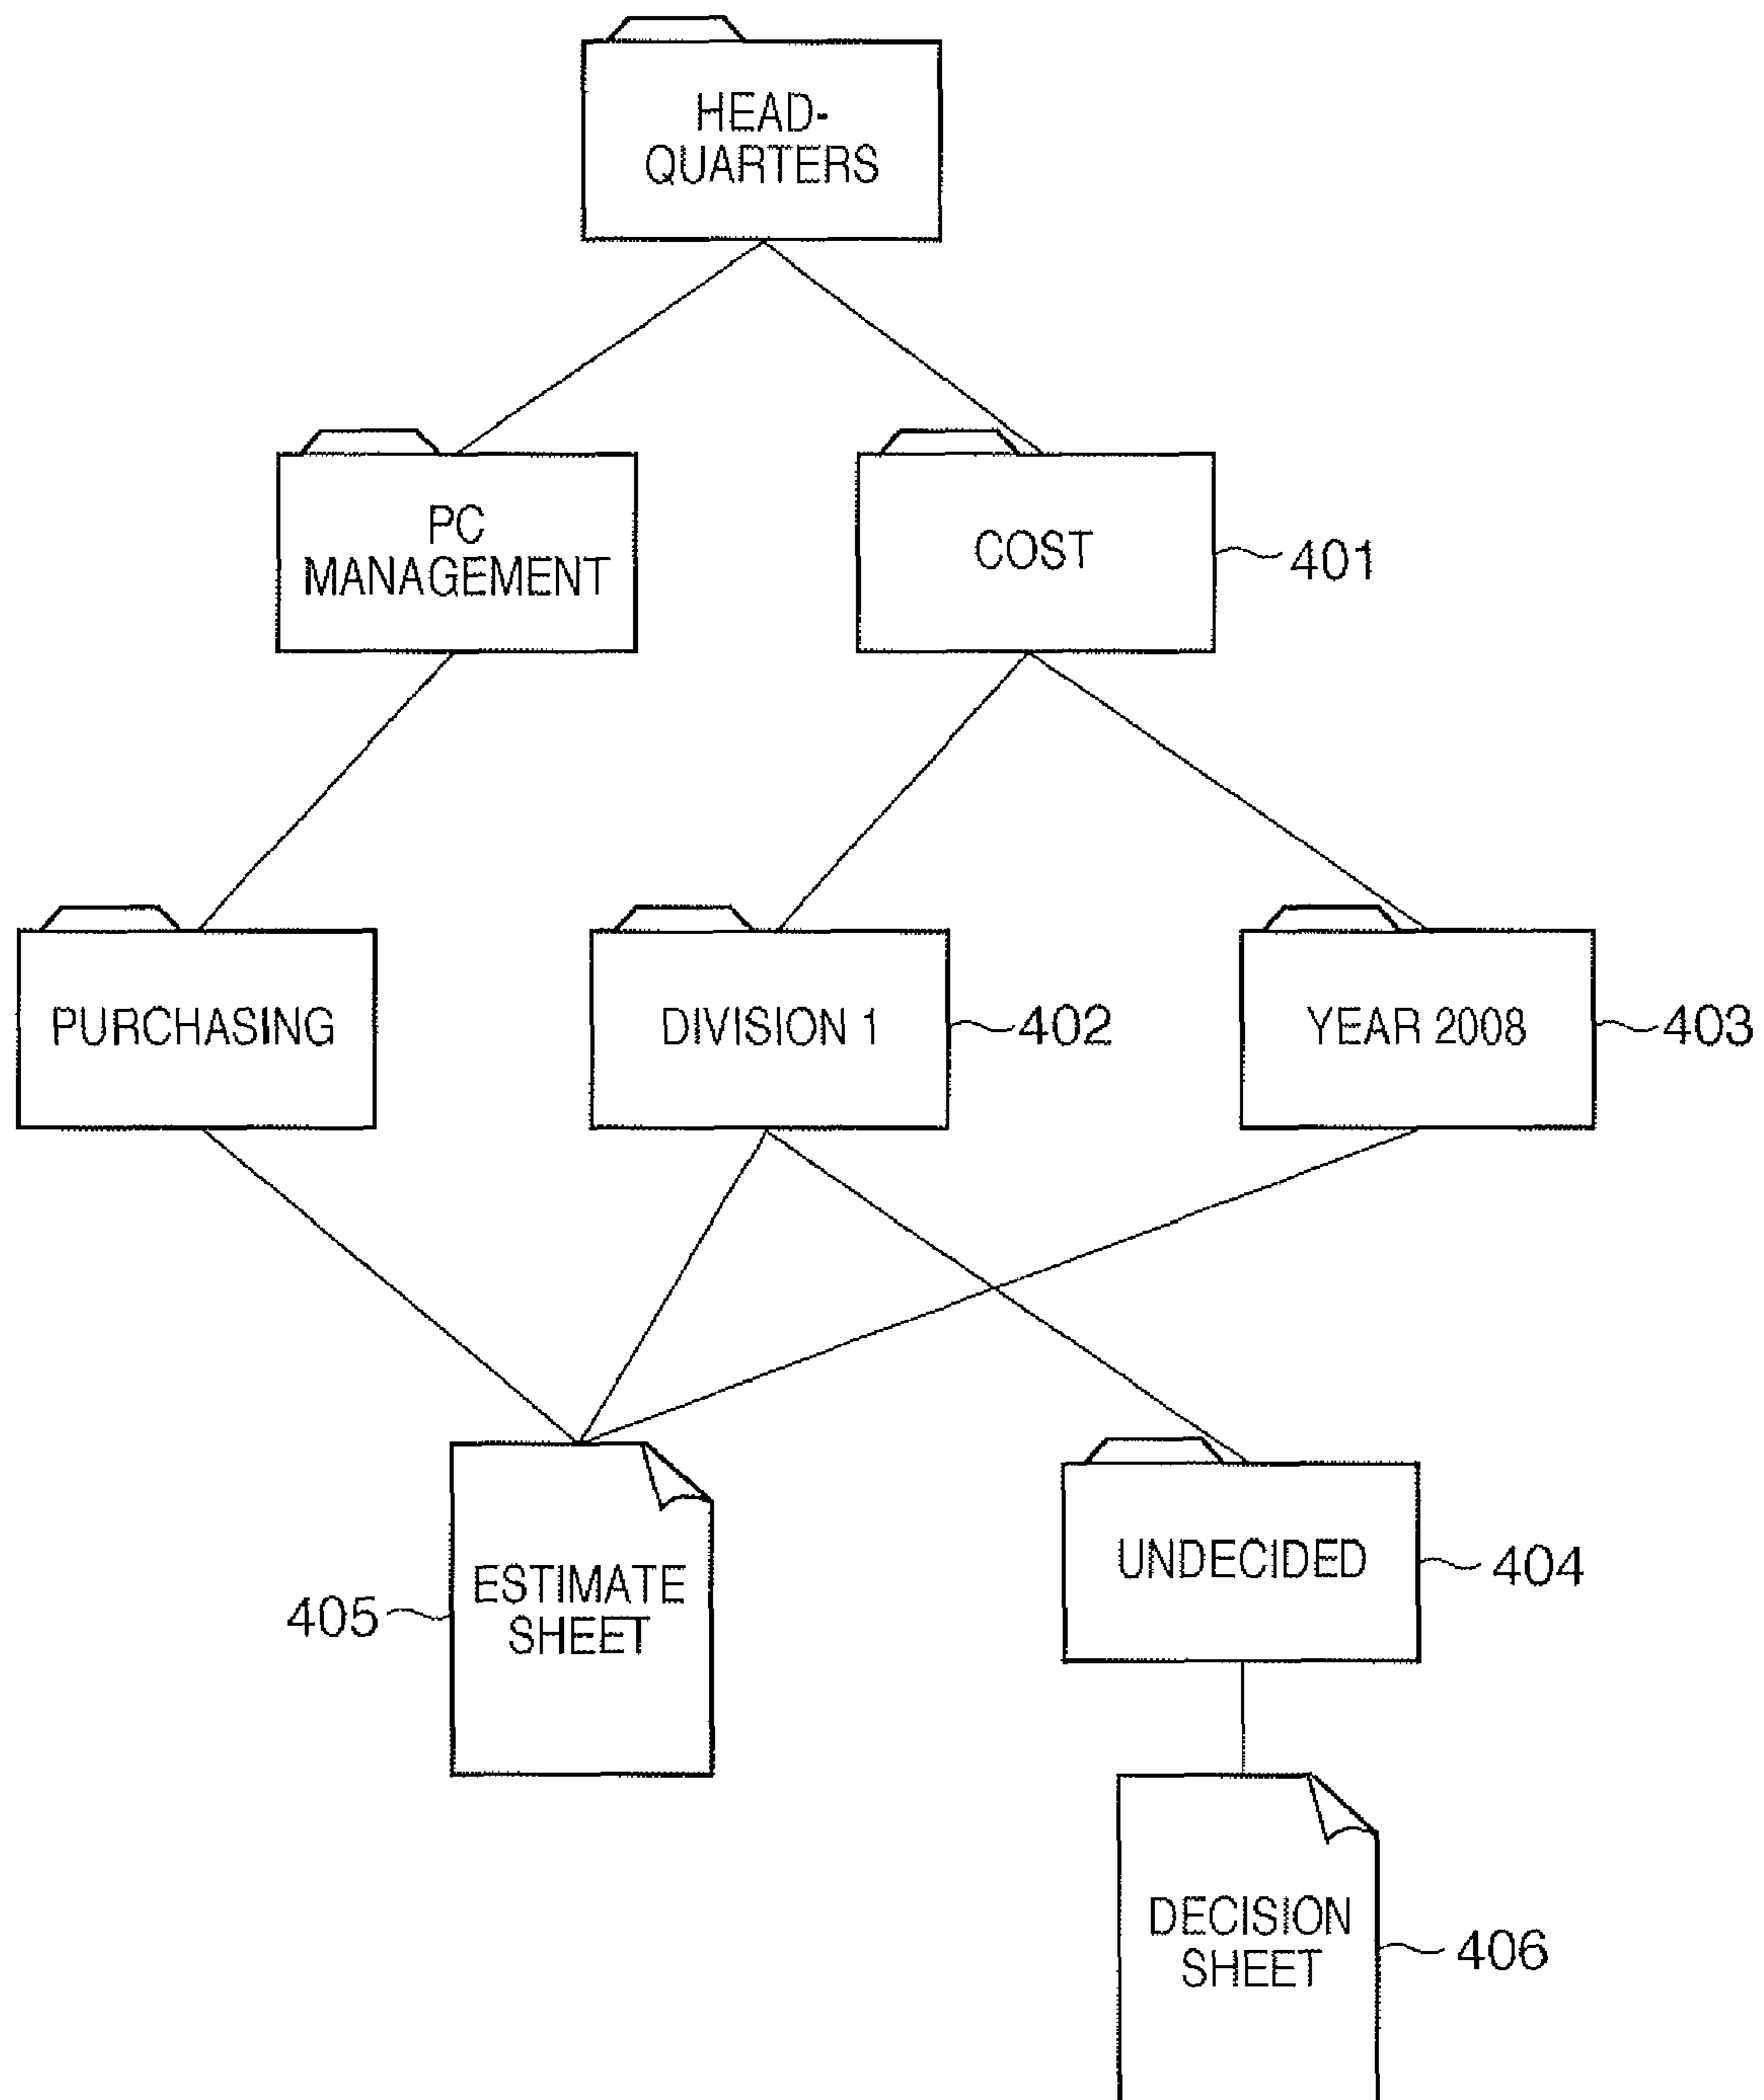 HEAD-
QUARTERS
PC
MANAGEMENT
COST
401
PURCHASING
DIVISION 1
402
YEAR 2008
403
405
ESTIMATE
SHEET
UNDECIDED
404
DECISION
SHEET
406